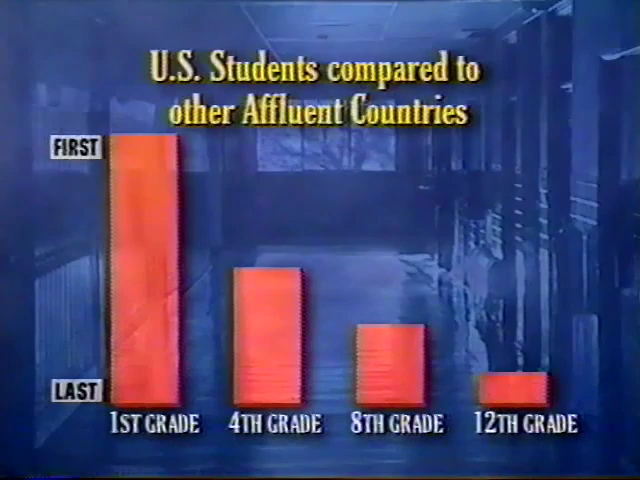 U.S. Students compared to
other Affluent Countries
FIRST
LAST
1ST GRADE
4TH GRADE
8TH GRADE
12TH GRADE